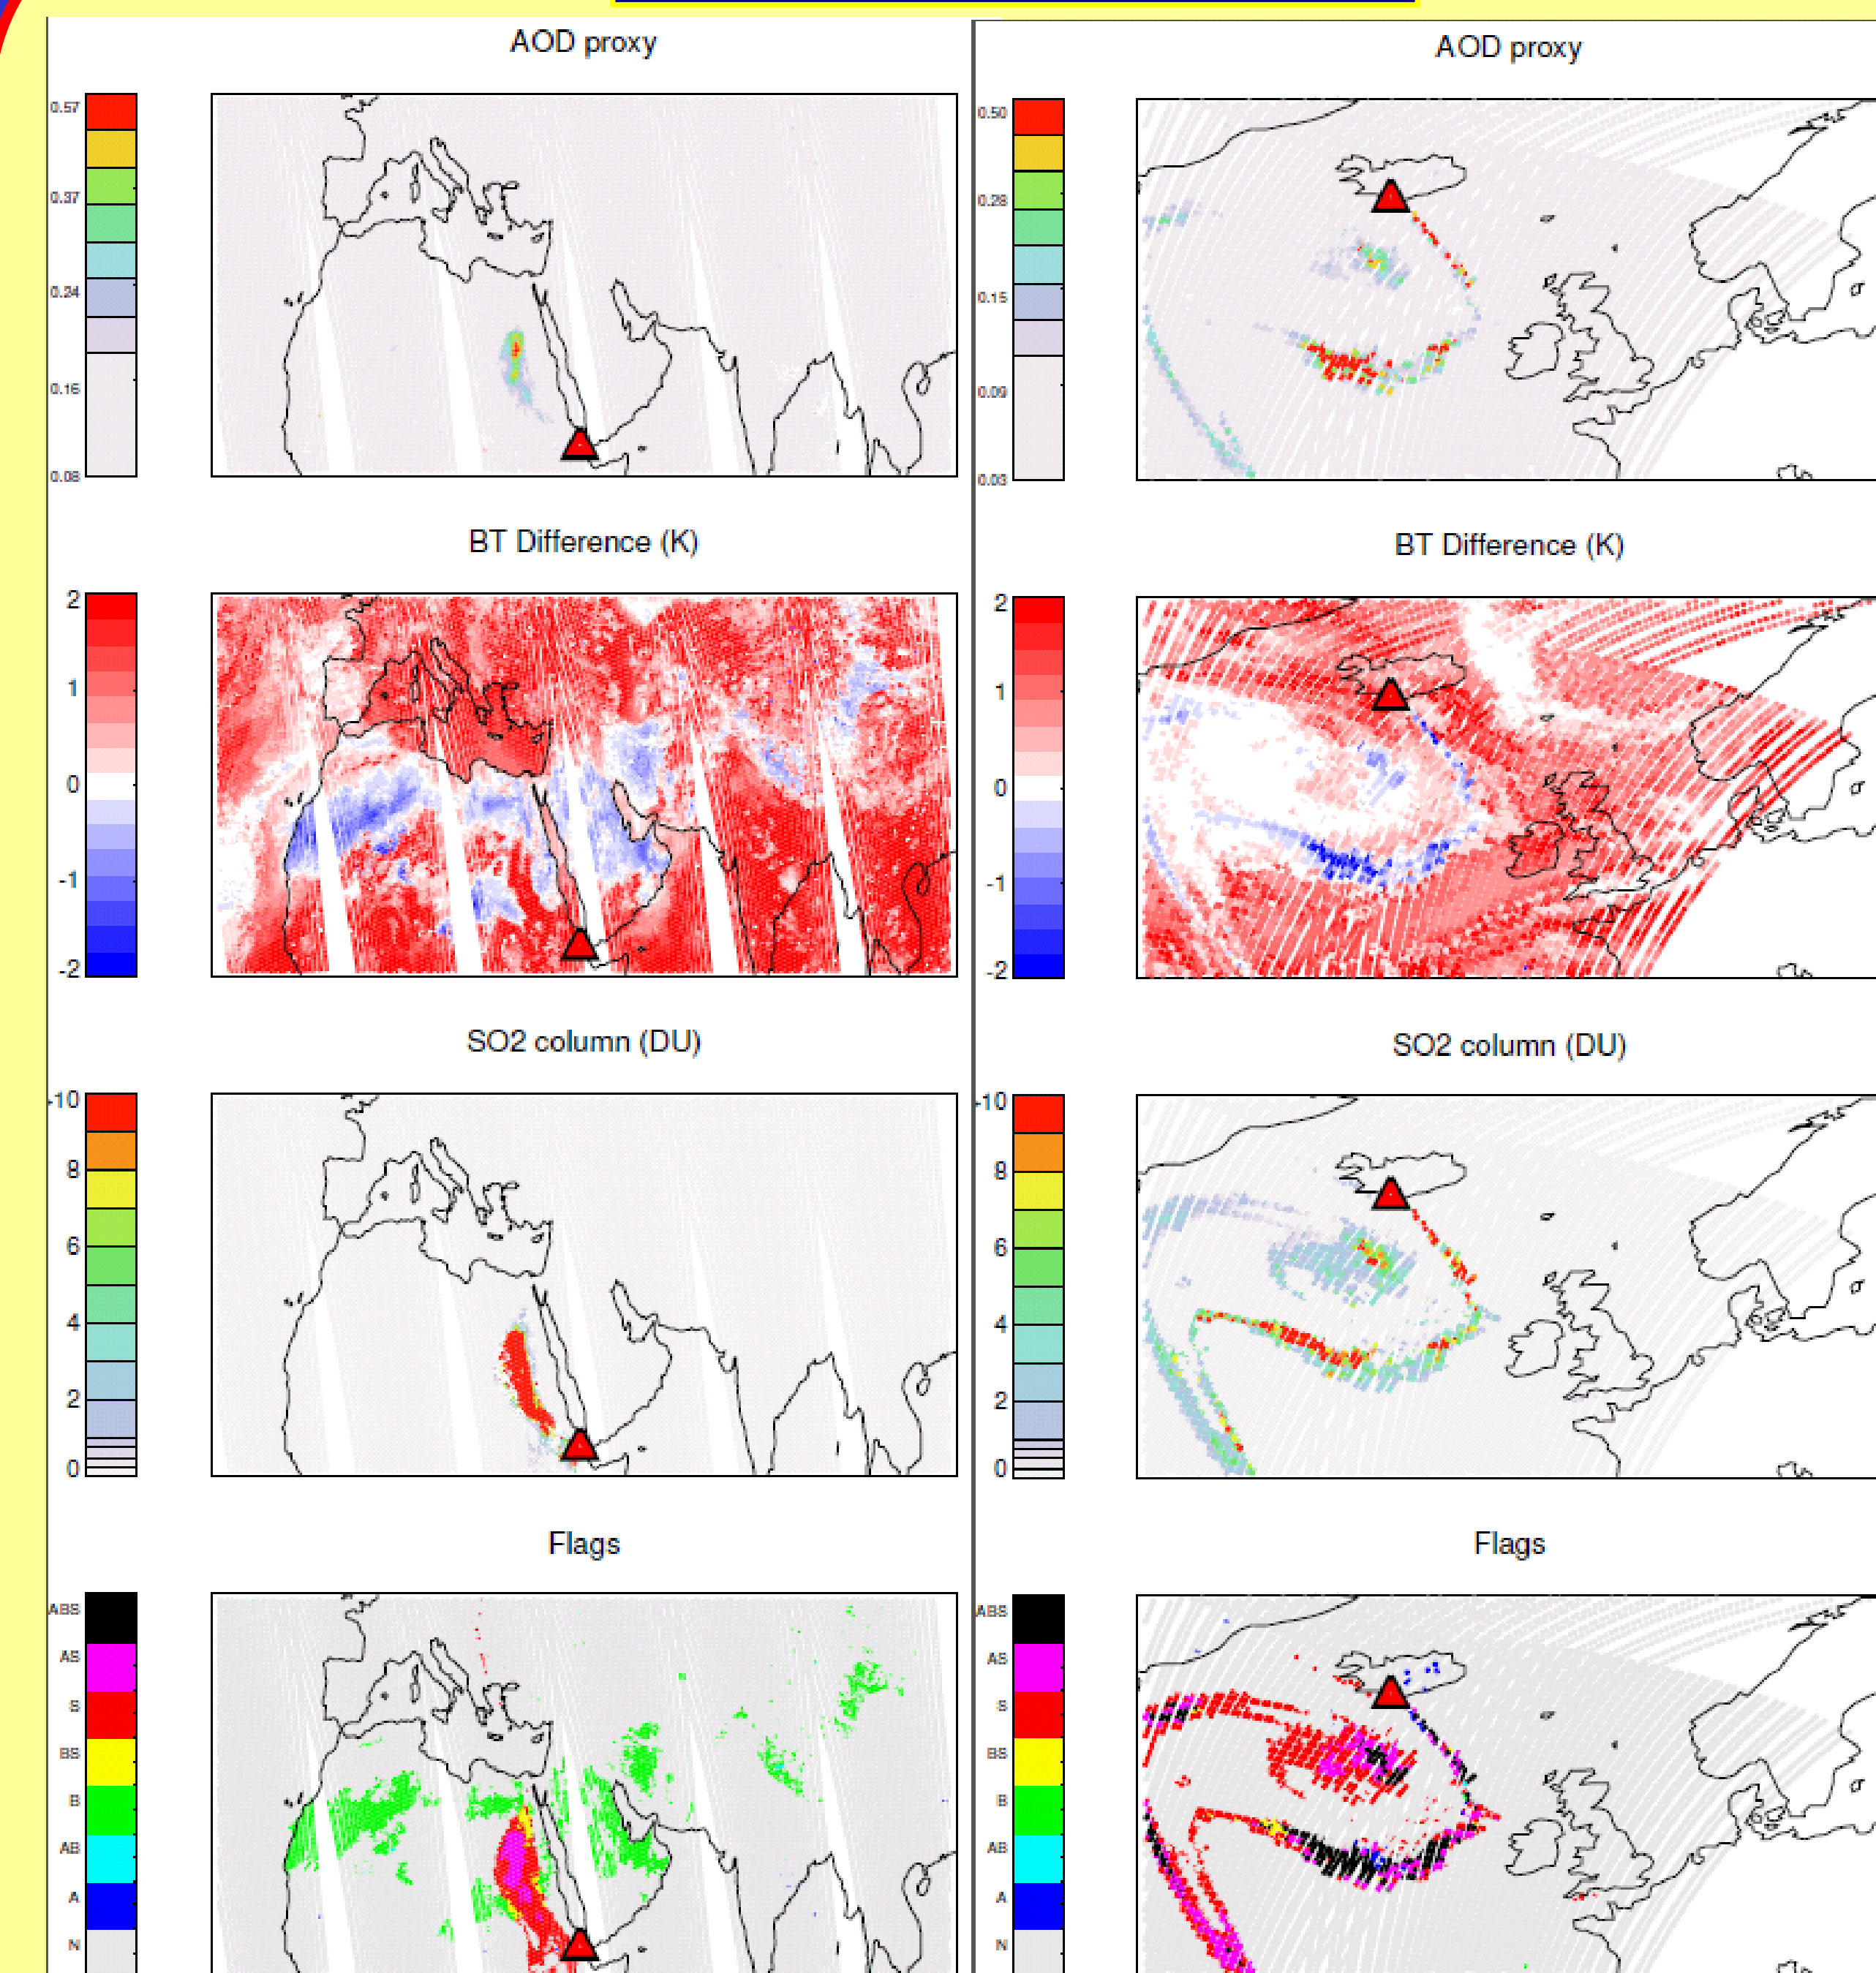 AOD proxy
0.57
0.37
0.24
0.16
0.08
BT Difference (K)
2
1
0
-1
-2
SO2 column (DU)
10
8
6
4
2
0
Flags
ABS
AS
S
BS
B
AB
A
N
AOD proxy
0.50
0.28
0.15
0.09
0.03
BT Difference (K)
2
1
0
-1
-2
SO2 column (DU)
10
8
6
4
2
0
Flags
ABS
AS
S
BS
B
AB
A
N